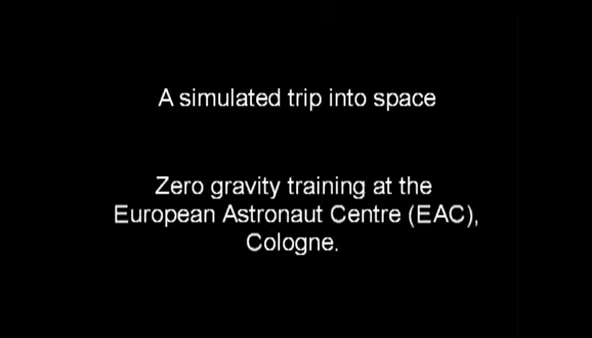 A simulated trip into space
Zero gravity training at the
European Astronaut Centre (EAC),
Cologne.